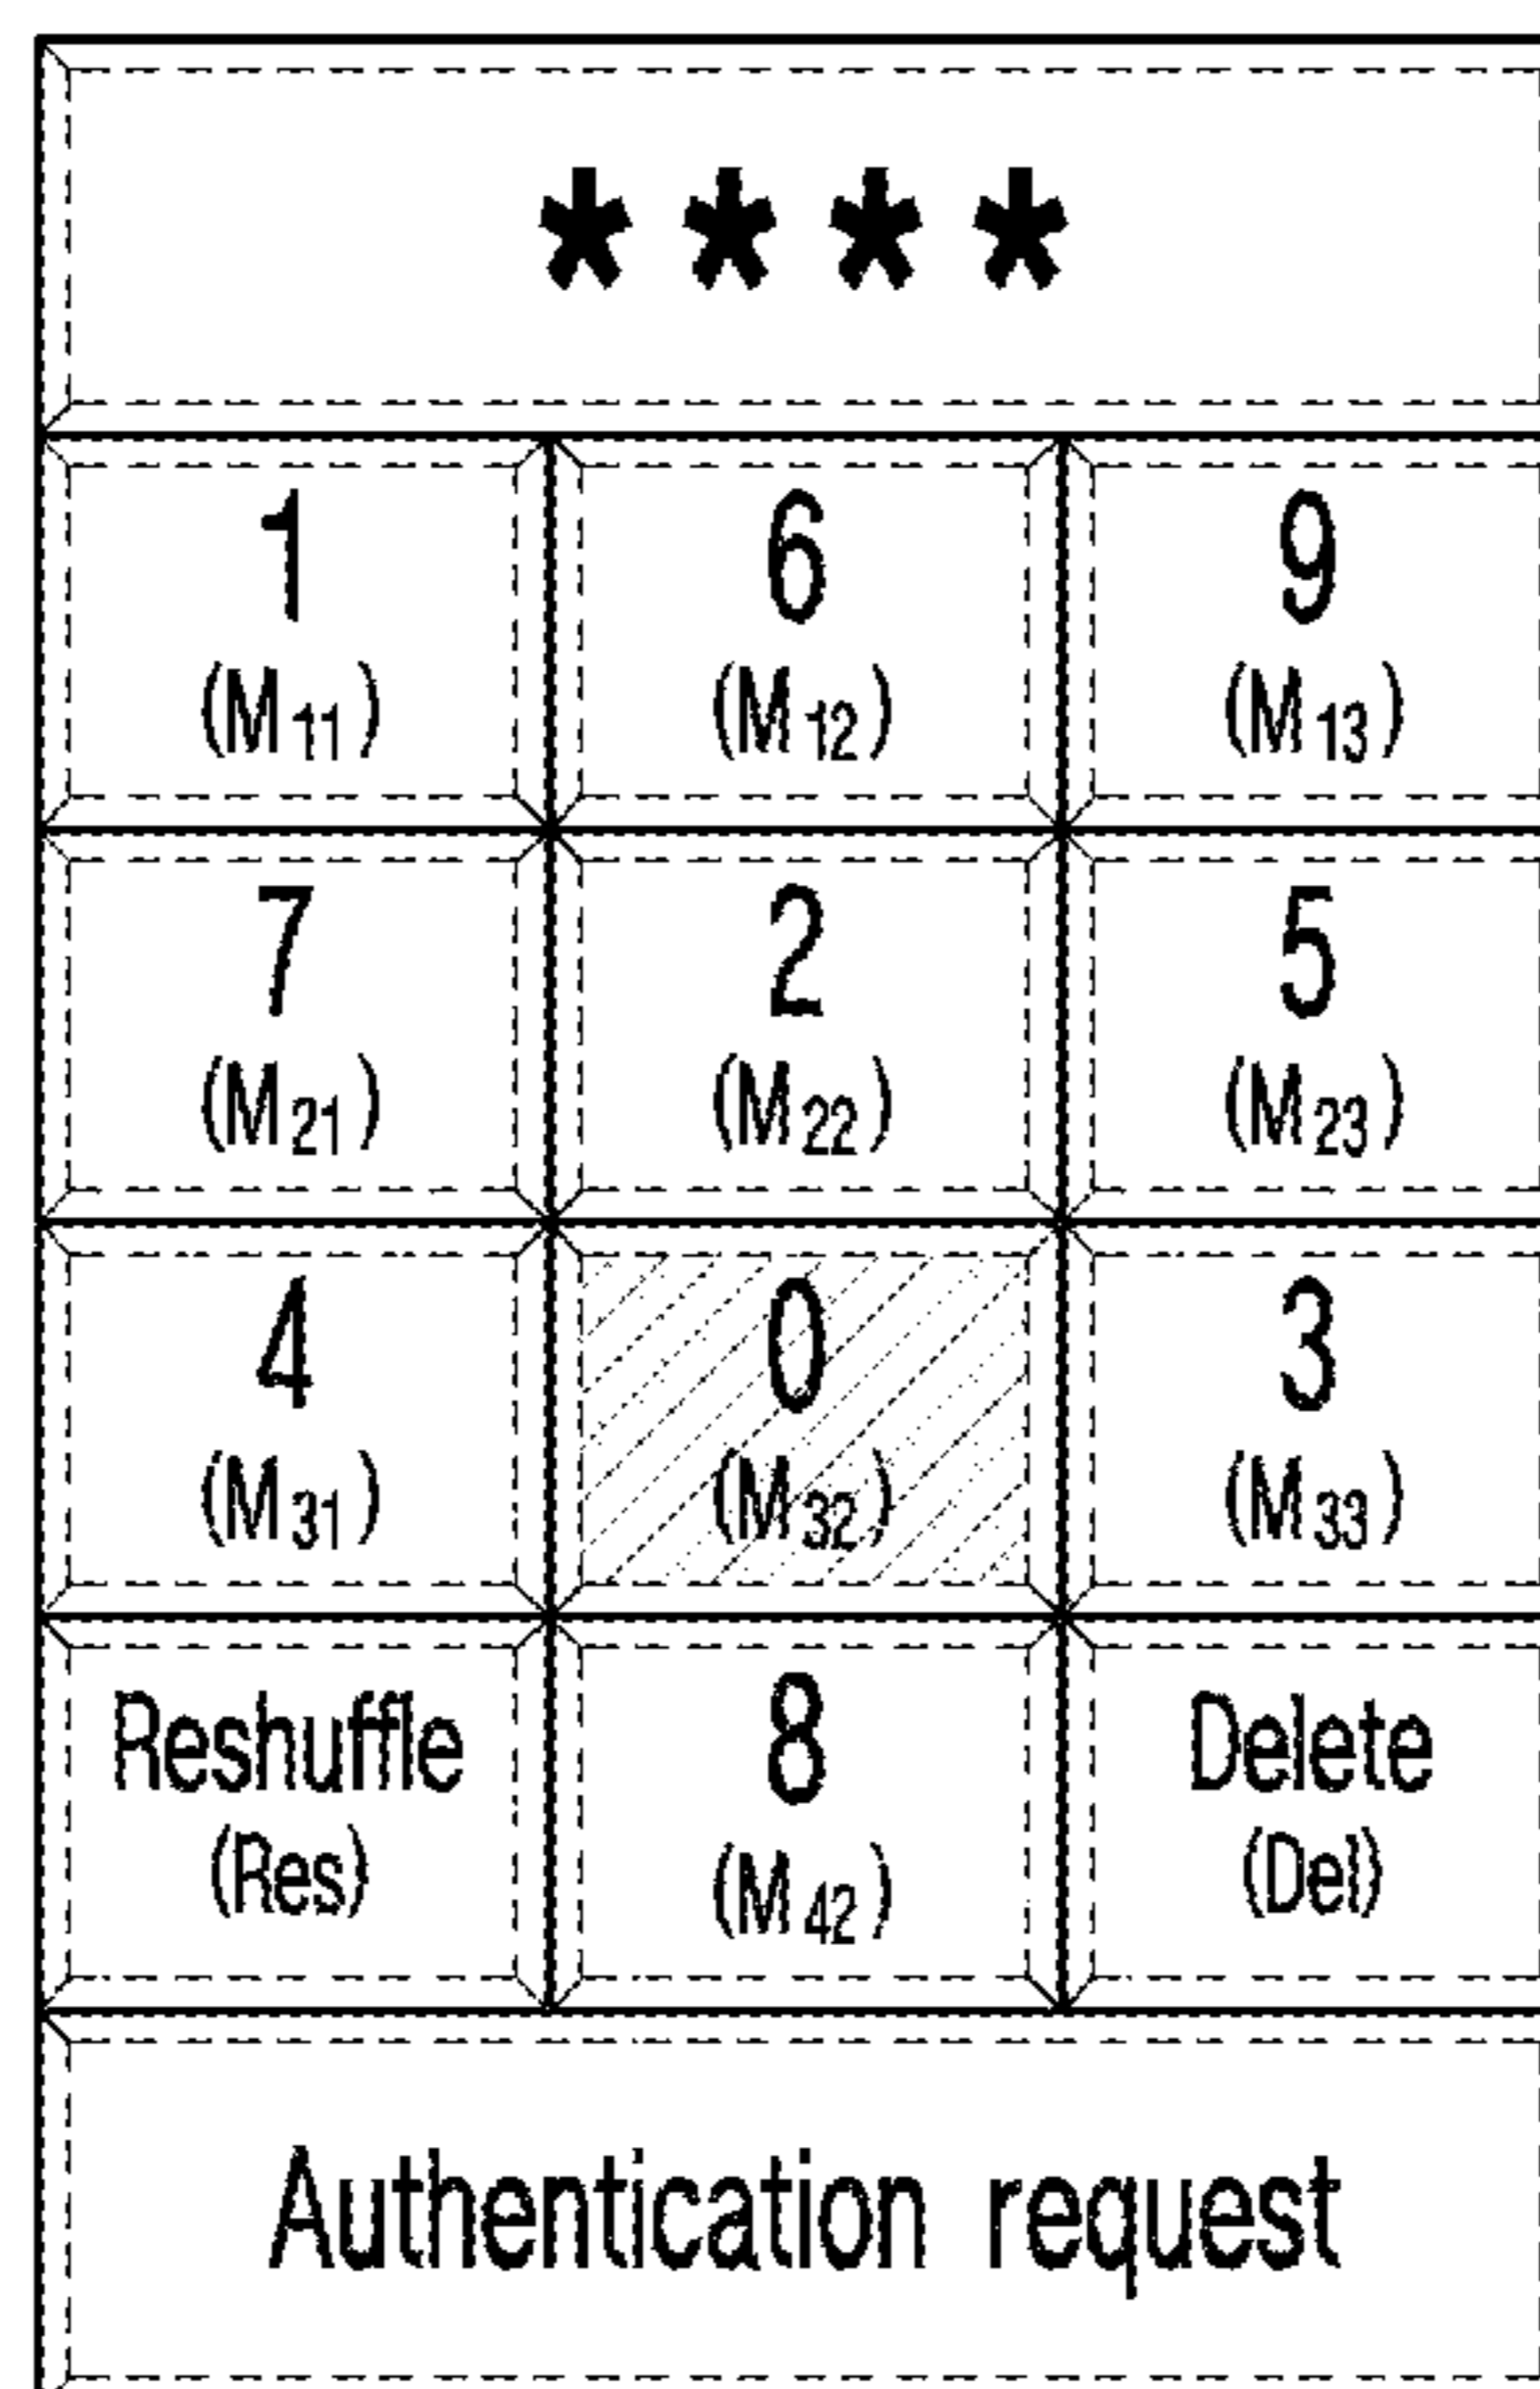 ****
1 6 9
(M11) (M12) (M13)
7 2 5
(M21) (M22) (M23)
4 0 3
(M31) (M32) (M33)
Reshuffle 8 Delete
(Res) (M42) (Del)
Authentication request